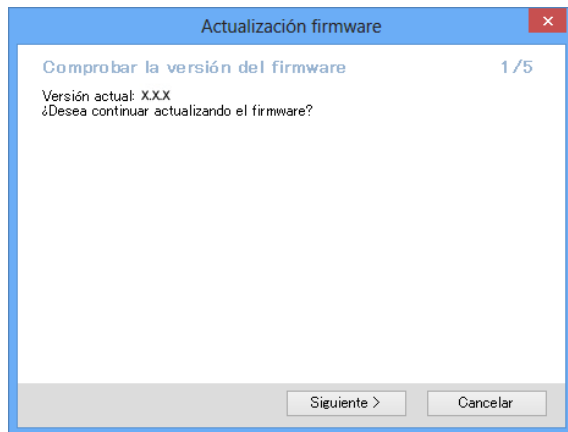 Actualización firmware
Comprobar la versión del firmware 1/5
Versión actual: X.X.X
¿Desea continuar actualizando el firmware?
Siguiente > Cancelar